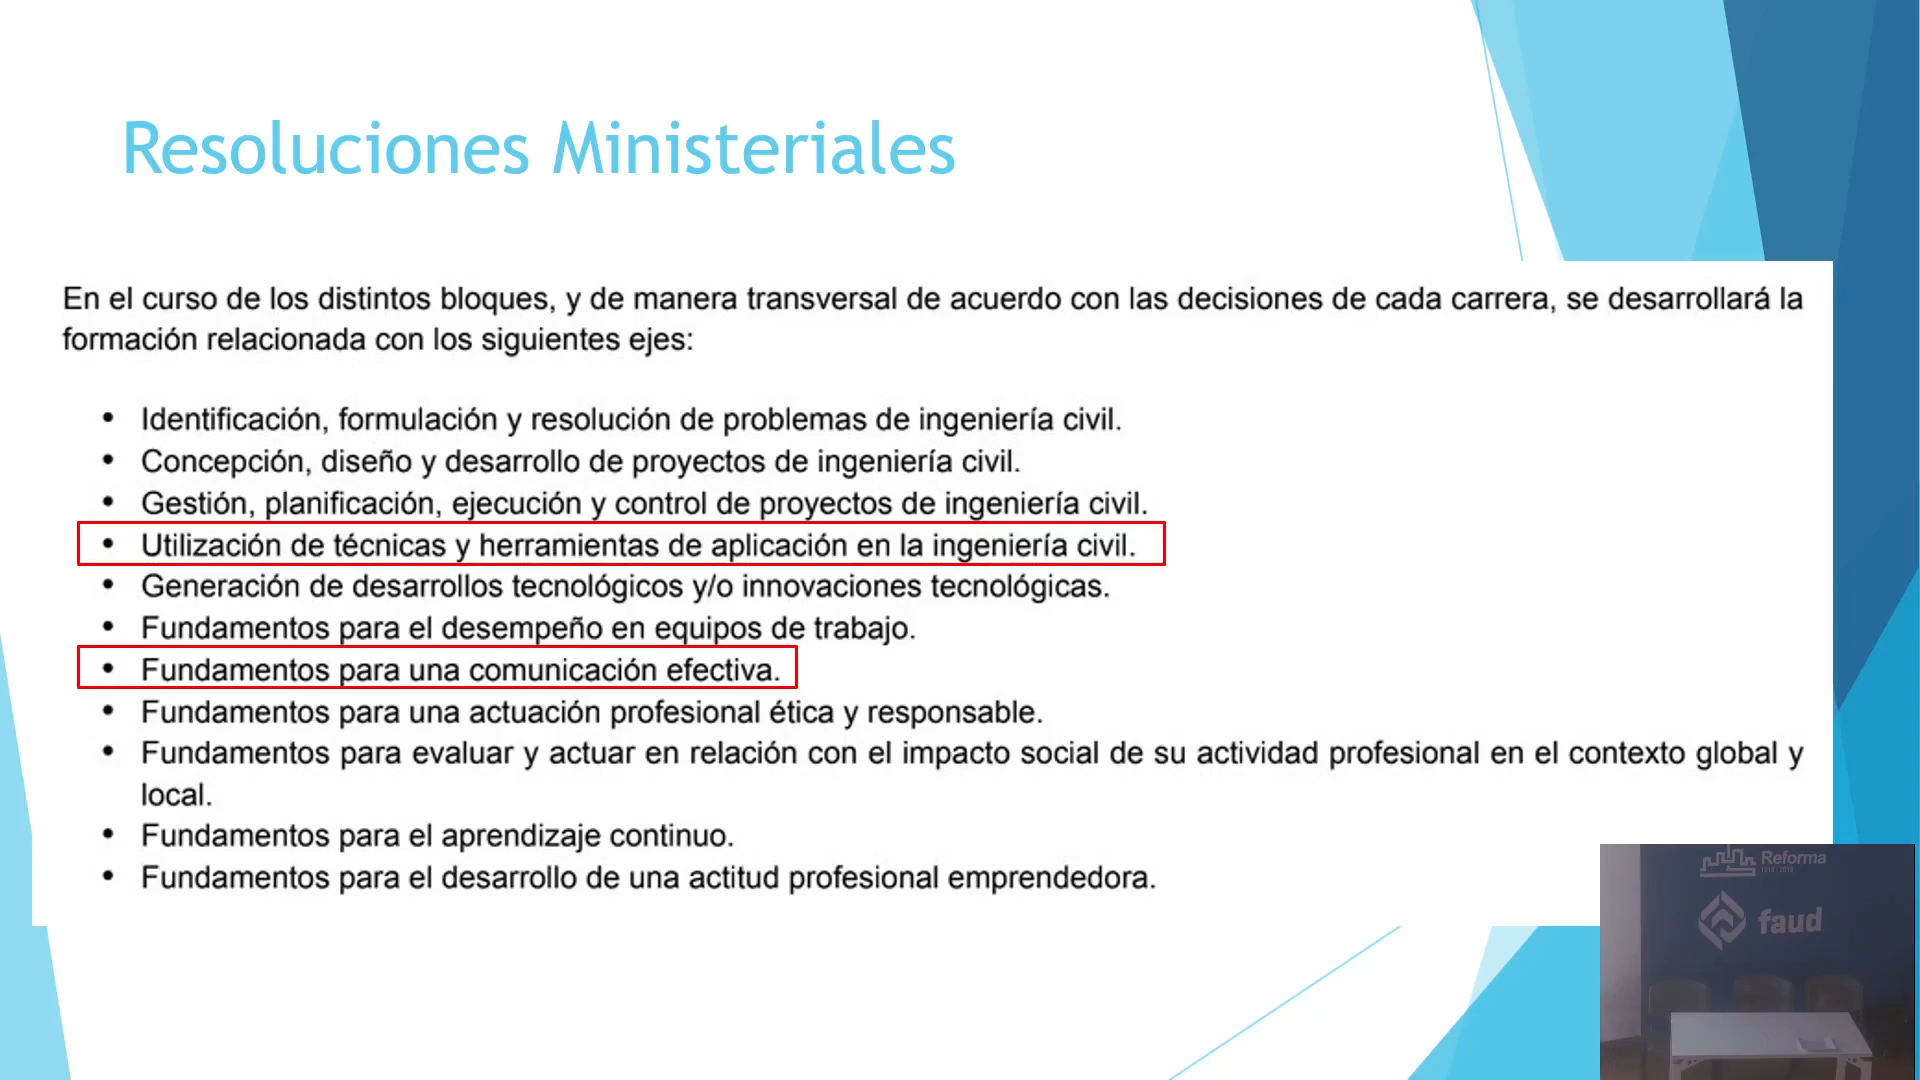 Resoluciones Ministeriales
En el curso de los distintos bloques, y de manera transversal de acuerdo con las decisiones de cada carrera, se desarrollará la
formación relacionada con los siguientes ejes:
• Identificación, formulación y resolución de problemas de ingeniería civil.
• Concepción, diseño y desarrollo de proyectos de ingeniería civil.
• Gestión, planificación, ejecución y control de proyectos de ingeniería civil.
• Utilización de técnicas y herramientas de aplicación en la ingeniería civil.
• Generación de desarrollos tecnológicos y/o innovaciones tecnológicas.
• Fundamentos para el desempeño en equipos de trabajo.
• Fundamentos para una comunicación efectiva.
• Fundamentos para una actuación profesional ética y responsable.
• Fundamentos para evaluar y actuar en relación con el impacto social de su actividad profesional en el contexto global y
local.
• Fundamentos para el aprendizaje continuo.
• Fundamentos para el desarrollo de una actitud profesional emprendedora.
Reforma
faud